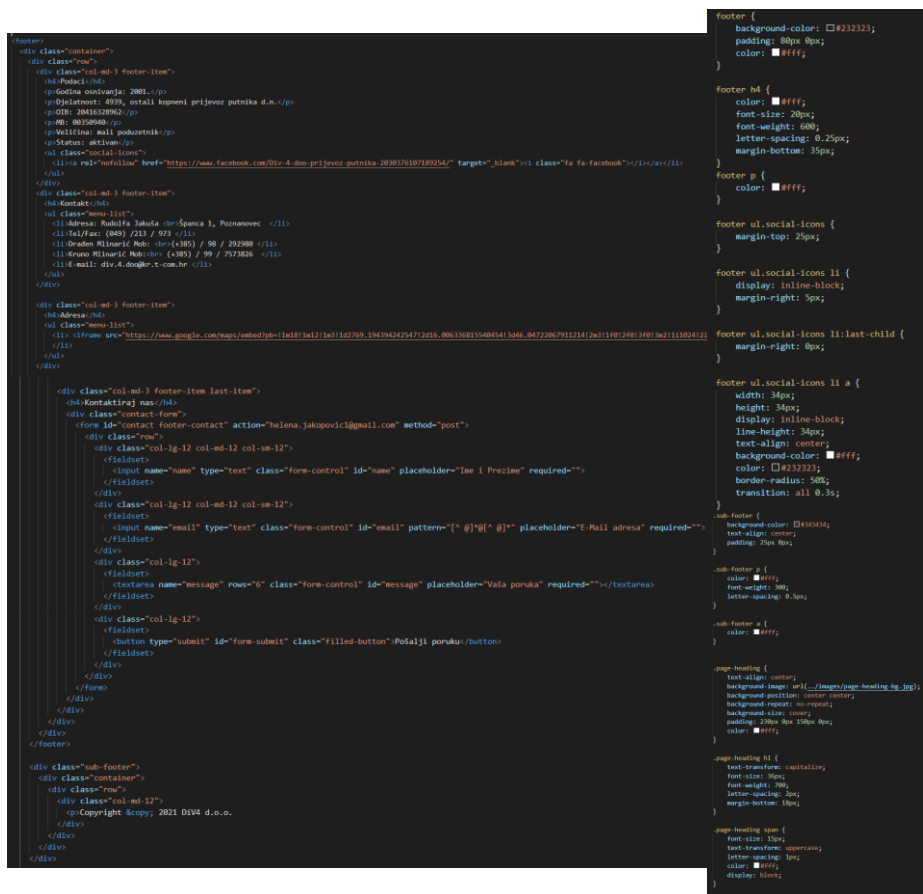 <footer>
<div class="container">
<div class="row">
<div class="col-md-3 footer-item">
<h4>Podaci</h4>
<p>Godina osnivanja: 2001.</p>
<p>Djelatnost: 4939, ostali kopneni prijevoz putnika d.n.</p>
<p>OIB: 20416328962</p>
<p>MB: 00350940</p>
<p>Veličina: mali poduzetnik</p>
<p>Status: aktivan</p>
<ul class="social-icons">
<li><a rel="nofollow" href="https://www.facebook.com/Div-4-doo-prijevoz-putnika-2030376107189254/" target="_blank"><i class="fa fa-facebook"></i></a></li>
</ul>
</div>
<div class="col-md-3 footer-item">
<h4>Kontakt</h4>
<ul class="menu-list">
<li>Adresa: Rudolfa Jakuša <br>Španca 1, Poznanovec  </li>
<li>Tel/Fax: (049) /213 / 973 </li>
<li>Drađen Mlinarić Mob: <br>(+385) / 98 / 292980 </li>
<li>Kruno Mlinarić Mob:<br> (+385) / 99 / 7573826  </li>
<li>E-mail: div.4.doo@kr.t-com.hr </li>
</ul>
</div>
<div class="col-md-3 footer-item">
<h4>Adresa</h4>
<ul class="menu-list">
<li> <iframe src="https://www.google.com/maps/embed?pb=
</li>
</ul>
</div>
<div class="col-md-3 footer-item last-item">
<h4>Kontaktiraj nas</h4>
<div class="contact-form">
<form id="contact footer-contact" action="helena.jakopovic1@gmail.com" method="post">
<div class="row">
<div class="col-lg-12 col-md-12 col-sm-12">
<fieldset>
<input name="name" type="text" class="form-control" id="name" placeholder="Ime i Prezime" required="">
</fieldset>
</div>
<div class="col-lg-12 col-md-12 col-sm-12">
<fieldset>
<input name="email" type="text" class="form-control" id="email" pattern="[^ @]*@[^ @]*" placeholder="E-Mail adresa" required="">
</fieldset>
</div>
<div class="col-lg-12">
<fieldset>
<textarea name="message" rows="6" class="form-control" id="message" placeholder="Vaša poruka" required=""></textarea>
</fieldset>
</div>
<div class="col-lg-12">
<fieldset>
<button type="submit" id="form-submit" class="filled-button">Pošalji poruku</button>
</fieldset>
</div>
</div>
</form>
</div>
</div>
</div>
</div>
</footer>
<div class="sub-footer">
<div class="container">
<div class="row">
<div class="col-md-12">
<p>Copyright &copy; 2021 DiV4 d.o.o.
</div>
</div>
</div>
</div>
footer {
background-color: #232323;
padding: 80px 0px;
color: #fff;
}
footer h4 {
color: #fff;
font-size: 20px;
font-weight: 600;
letter-spacing: 0.25px;
margin-bottom: 35px;
}
footer p {
color: #fff;
}
footer ul.social-icons {
margin-top: 25px;
}
footer ul.social-icons li {
display: inline-block;
margin-right: 5px;
}
footer ul.social-icons li:last-child {
margin-right: 0px;
}
footer ul.social-icons li a {
width: 34px;
height: 34px;
display: inline-block;
line-height: 34px;
text-align: center;
background-color: #fff;
color: #232323;
border-radius: 50%;
transition: all 0.3s;
}
.sub-footer {
background-color: #343434;
text-align: center;
padding: 25px 0px;
}
.sub-footer p {
color: #fff;
font-weight: 300;
letter-spacing: 0.5px;
}
.sub-footer a {
color: #fff;
}
.page-heading {
text-align: center;
background-image: url(../images/page-heading-bg.jpg);
background-position: center center;
background-repeat: no-repeat;
background-size: cover;
padding: 230px 0px 150px 0px;
color: #fff;
}
.page-heading h1 {
text-transform: capitalize;
font-size: 36px;
font-weight: 700;
letter-spacing: 2px;
margin-bottom: 18px;
}
.page-heading span {
font-size: 15px;
text-transform: uppercase;
letter-spacing: 1px;
color: #fff;
display: block;
}